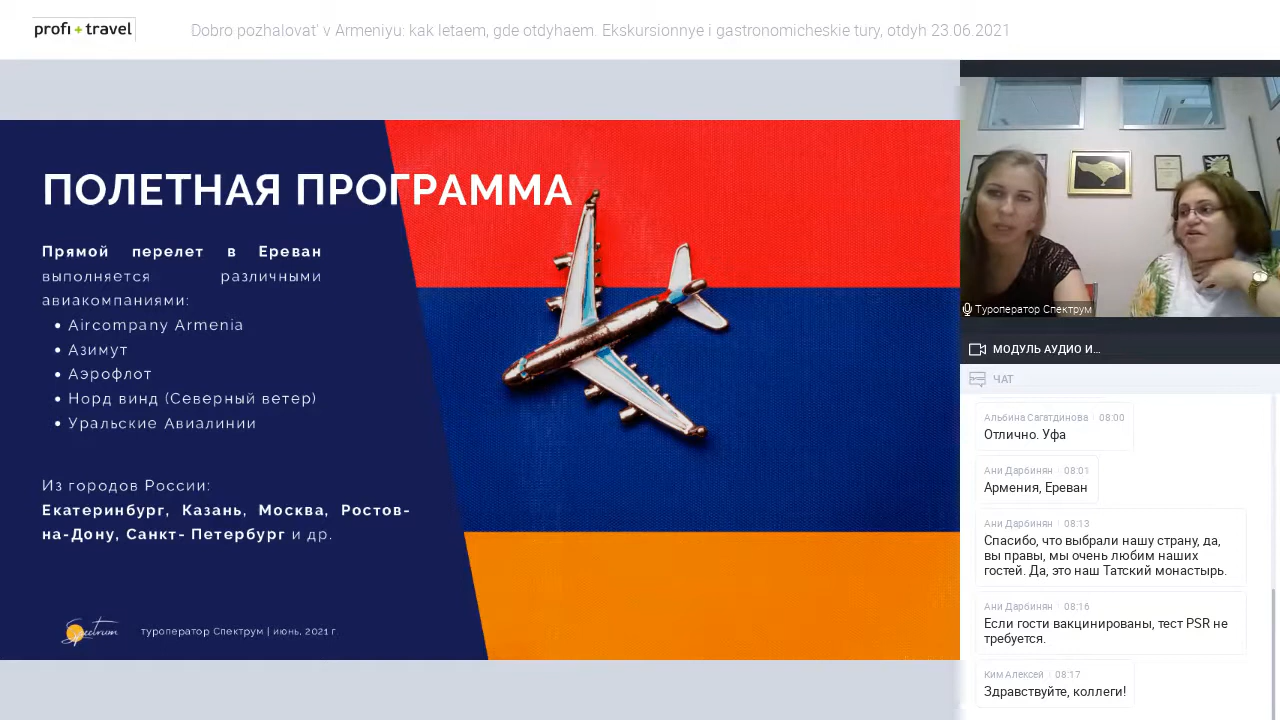 profi + travel
Dobro pozhalovat' v Armeniyu: kak letaem, gde otdyhaem. Ekskursionnye i gastronomicheskie tury, otdyh 23.06.2021
ПОЛЕТНАЯ ПРОГРАММА
Прямой перелет в Ереван
выполняется различными
авиакомпаниями:
• Aircompany Armenia
• Азимут
• Аэрофлот
• Норд винд (Северный ветер)
• Уральские Авиалинии
Из городов России:
Екатеринбург, Казань, Москва, Ростов-
на-Дону, Санкт- Петербург и др.
Spectrum
туроператор Спектрум | июнь, 2021 г
Туроператор Спектрум
МОДУЛЬ АУДИО И...
ЧАТ
Альбина Сагатдинова | 08:00
Отлично. Уфа
Ани Дарбинян | 08:01
Армения, Ереван
Ани Дарбинян | 08:13
Спасибо, что выбрали нашу страну, да,
вы правы, мы очень любим наших
гостей. Да, это наш Татский монастырь.
Ани Дарбинян | 08:16
Если гости вакцинированы, тест PSR не
требуется.
Ким Алексей | 08:17
Здравствуйте, коллеги!